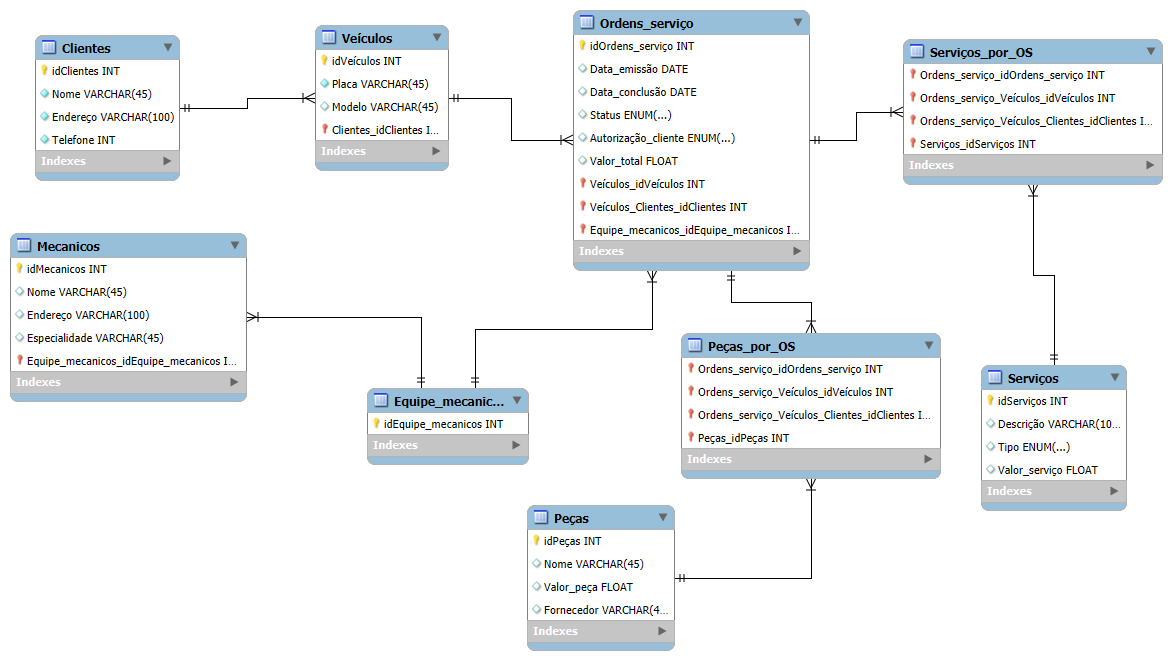 Clientes
idClientes INT
Nome VARCHAR(45)
Endereço VARCHAR(100)
Telefone INT
Indexes
Veículos
idVeículos INT
Placa VARCHAR(45)
Modelo VARCHAR(45)
Clientes_idClientes I...
Indexes
Ordens_serviço
idOrdens_serviço INT
Data_emissão DATE
Data_conclusão DATE
Status ENUM(...)
Autorização_cliente ENUM(...)
Valor_total FLOAT
Veículos_idVeículos INT
Veículos_Clientes_idClientes INT
Equipe_mecanicos_idEquipe_mecanicos I...
Indexes
Serviços_por_OS
Ordens_serviço_idOrdens_serviço INT
Ordens_serviço_Veículos_idVeículos INT
Ordens_serviço_Veículos_Clientes_idClientes I...
Serviços_idServiços INT
Indexes
Mecanicos
idMecanicos INT
Nome VARCHAR(45)
Endereço VARCHAR(100)
Especialidade VARCHAR(45)
Equipe_mecanicos_idEquipe_mecanicos I...
Indexes
Equipe_mecanic...
idEquipe_mecanicos INT
Indexes
Peças_por_OS
Ordens_serviço_idOrdens_serviço INT
Ordens_serviço_Veículos_idVeículos INT
Ordens_serviço_Veículos_Clientes_idClientes I...
Peças_idPeças INT
Indexes
Serviços
idServiços INT
Descrição VARCHAR(10...
Tipo ENUM(...)
Valor_serviço FLOAT
Indexes
Peças
idPeças INT
Nome VARCHAR(45)
Valor_peça FLOAT
Fornecedor VARCHAR(4...
Indexes